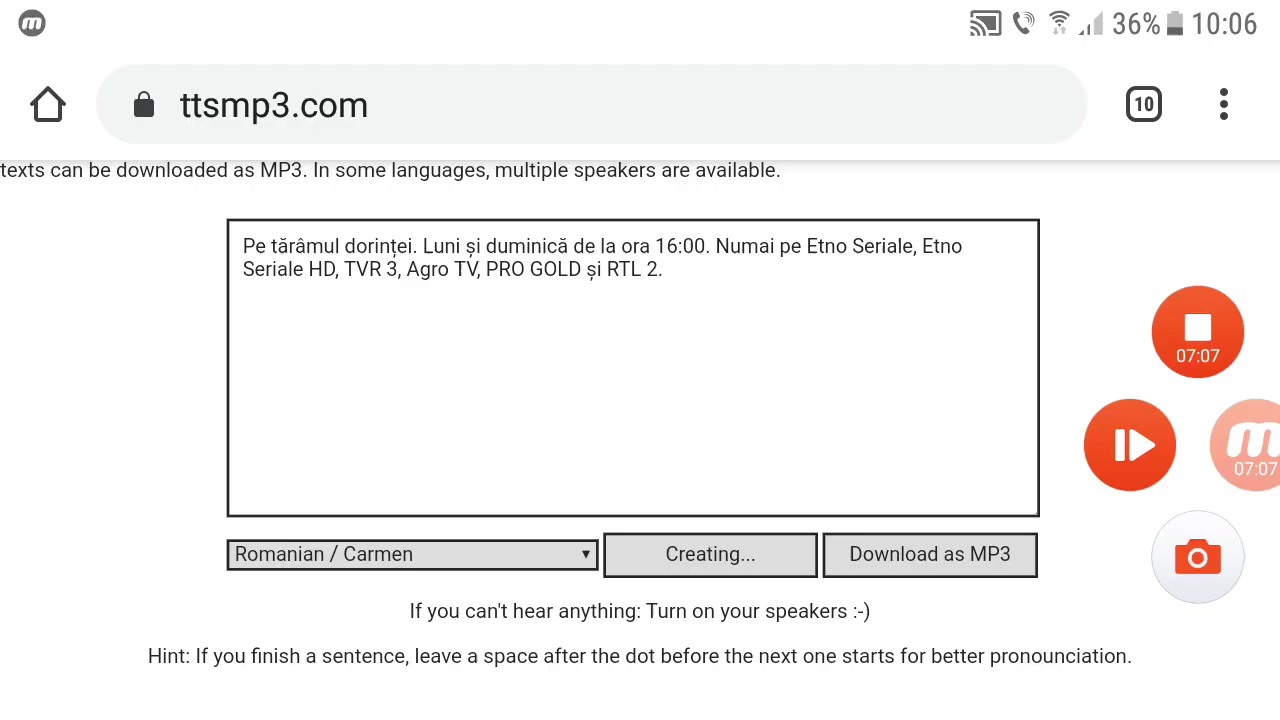 36% 10:06
ttsmp3.com
10
texts can be downloaded as MP3. In some languages, multiple speakers are available.
Pe tărâmul dorinței. Luni și duminică de la ora 16:00. Numai pe Etno Seriale, Etno
Seriale HD, TVR 3, Agro TV, PRO GOLD și RTL 2.
07:07
07:07
Romanian / Carmen
Creating...
Download as MP3
If you can't hear anything: Turn on your speakers :-)
Hint: If you finish a sentence, leave a space after the dot before the next one starts for better pronounciation.